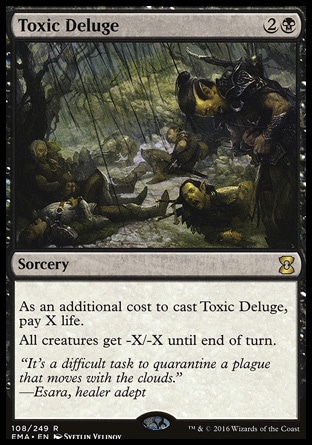 Toxic Deluge 2
Sorcery
As an additional cost to cast Toxic Deluge,
pay X life.
All creatures get -X/-X until end of turn.
“It’s a difficult task to quarantine a plague
that moves with the clouds.”
—Esara, healer adept
108/249 R
EMA • EN Svetlin Velinov
™ & © 2016 Wizards of the Coast